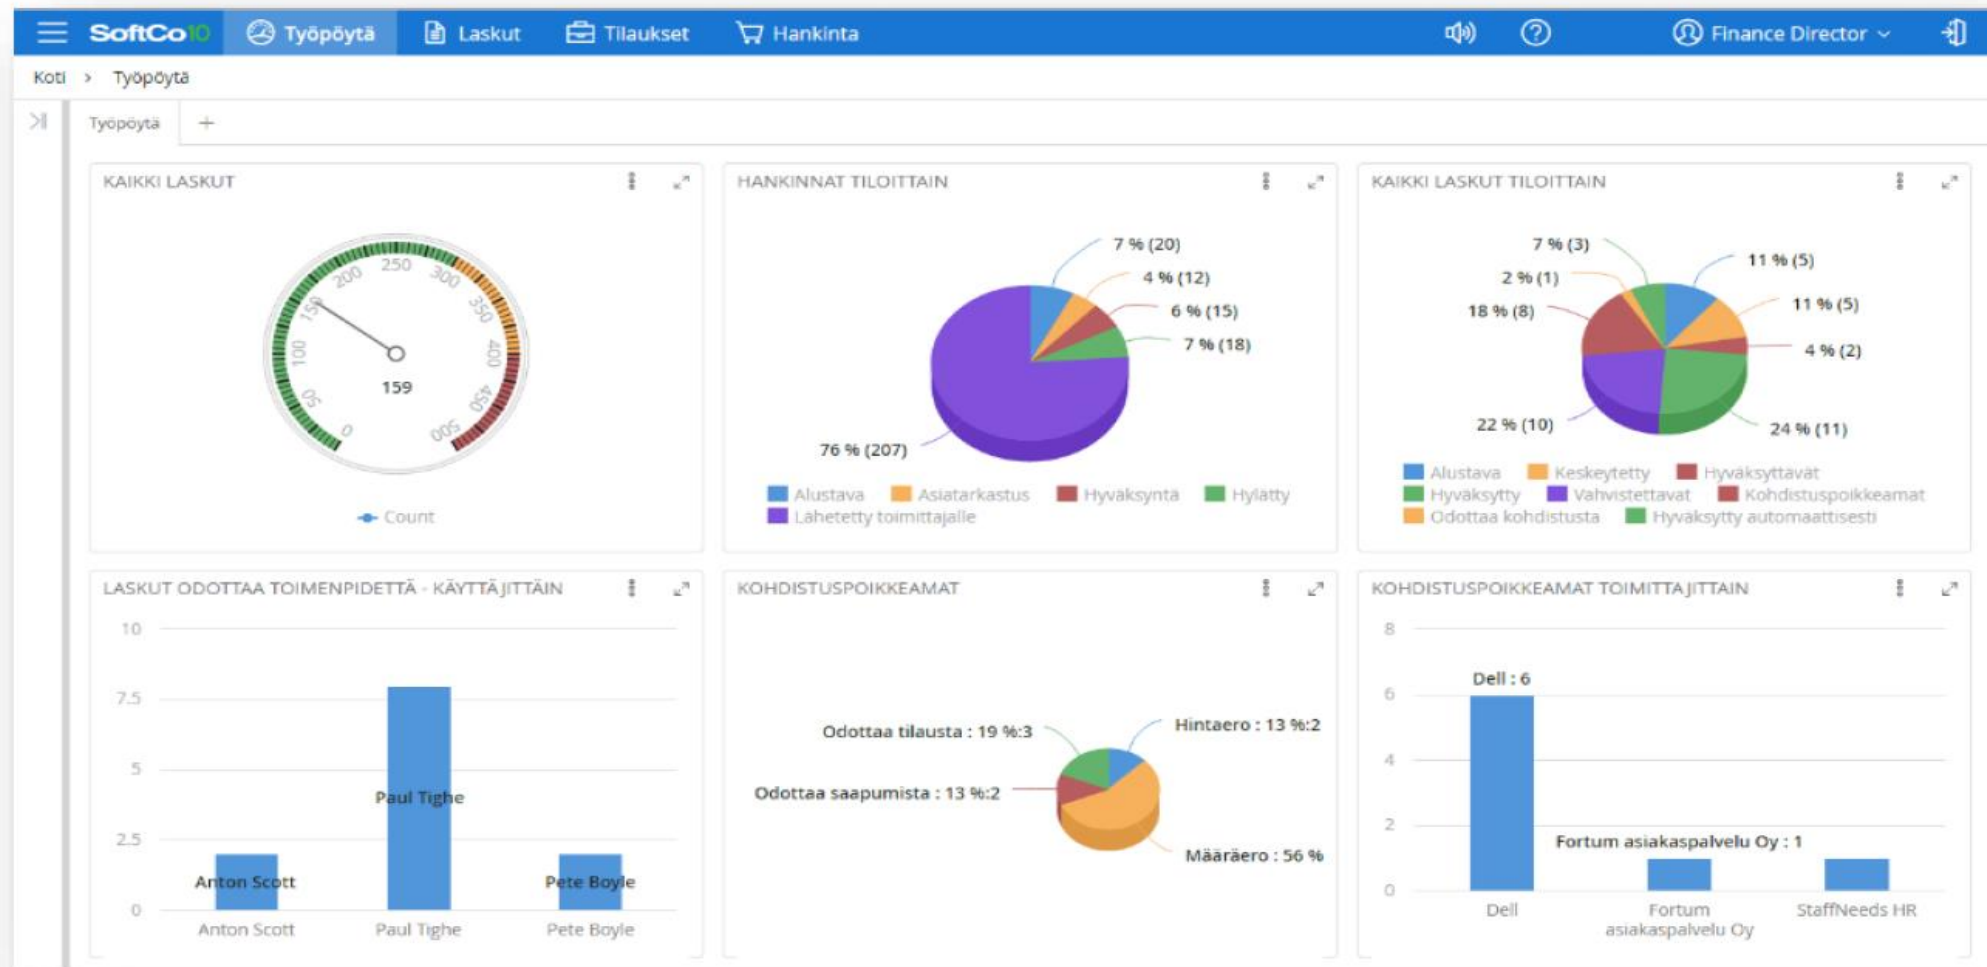 SoftCo10 Työpöytä Laskut Tilaukset Hankinta Finance Director
Koti > Työpöytä
Työpöytä +
KAIKKI LASKUT
0
50
100
150
200
250
300
350
400
450
500
159
Count
HANKINNAT TILOITTAIN
7 % (20)
4 % (12)
6 % (15)
7 % (18)
76 % (207)
Alustava Asiatarkastus Hyväksyntä Hylätty
Lähetetty toimittajalle
KAIKKI LASKUT TILOITTAIN
7 % (3)
11 % (5)
2 % (1)
11 % (5)
18 % (8)
4 % (2)
22 % (10)
24 % (11)
Alustava Keskeytetty Hyväksyttävät
Hyväksytty Vahvistettavat Kohdistuspoikkeamat
Odottaa kohdistusta Hyväksytty automaattisesti
LASKUT ODOTTAA TOIMENPIDETTÄ - KÄYTTÄJITTÄIN
10
7.5
5
2.5
0
Paul Tighe
Anton Scott
Pete Boyle
Anton Scott Paul Tighe Pete Boyle
KOHDISTUSPOIKKEAMAT
Hintaero : 13 %:2
Odottaa tilausta : 19 %:3
Odottaa saapumista : 13 %:2
Määräero : 56 %
KOHDISTUSPOIKKEAMAT TOIMITTAJITTAIN
8
6
4
2
0
Dell : 6
Fortum asiakaspalvelu Oy : 1
Dell Fortum StaffNeeds HR
asiakaspalvelu Oy